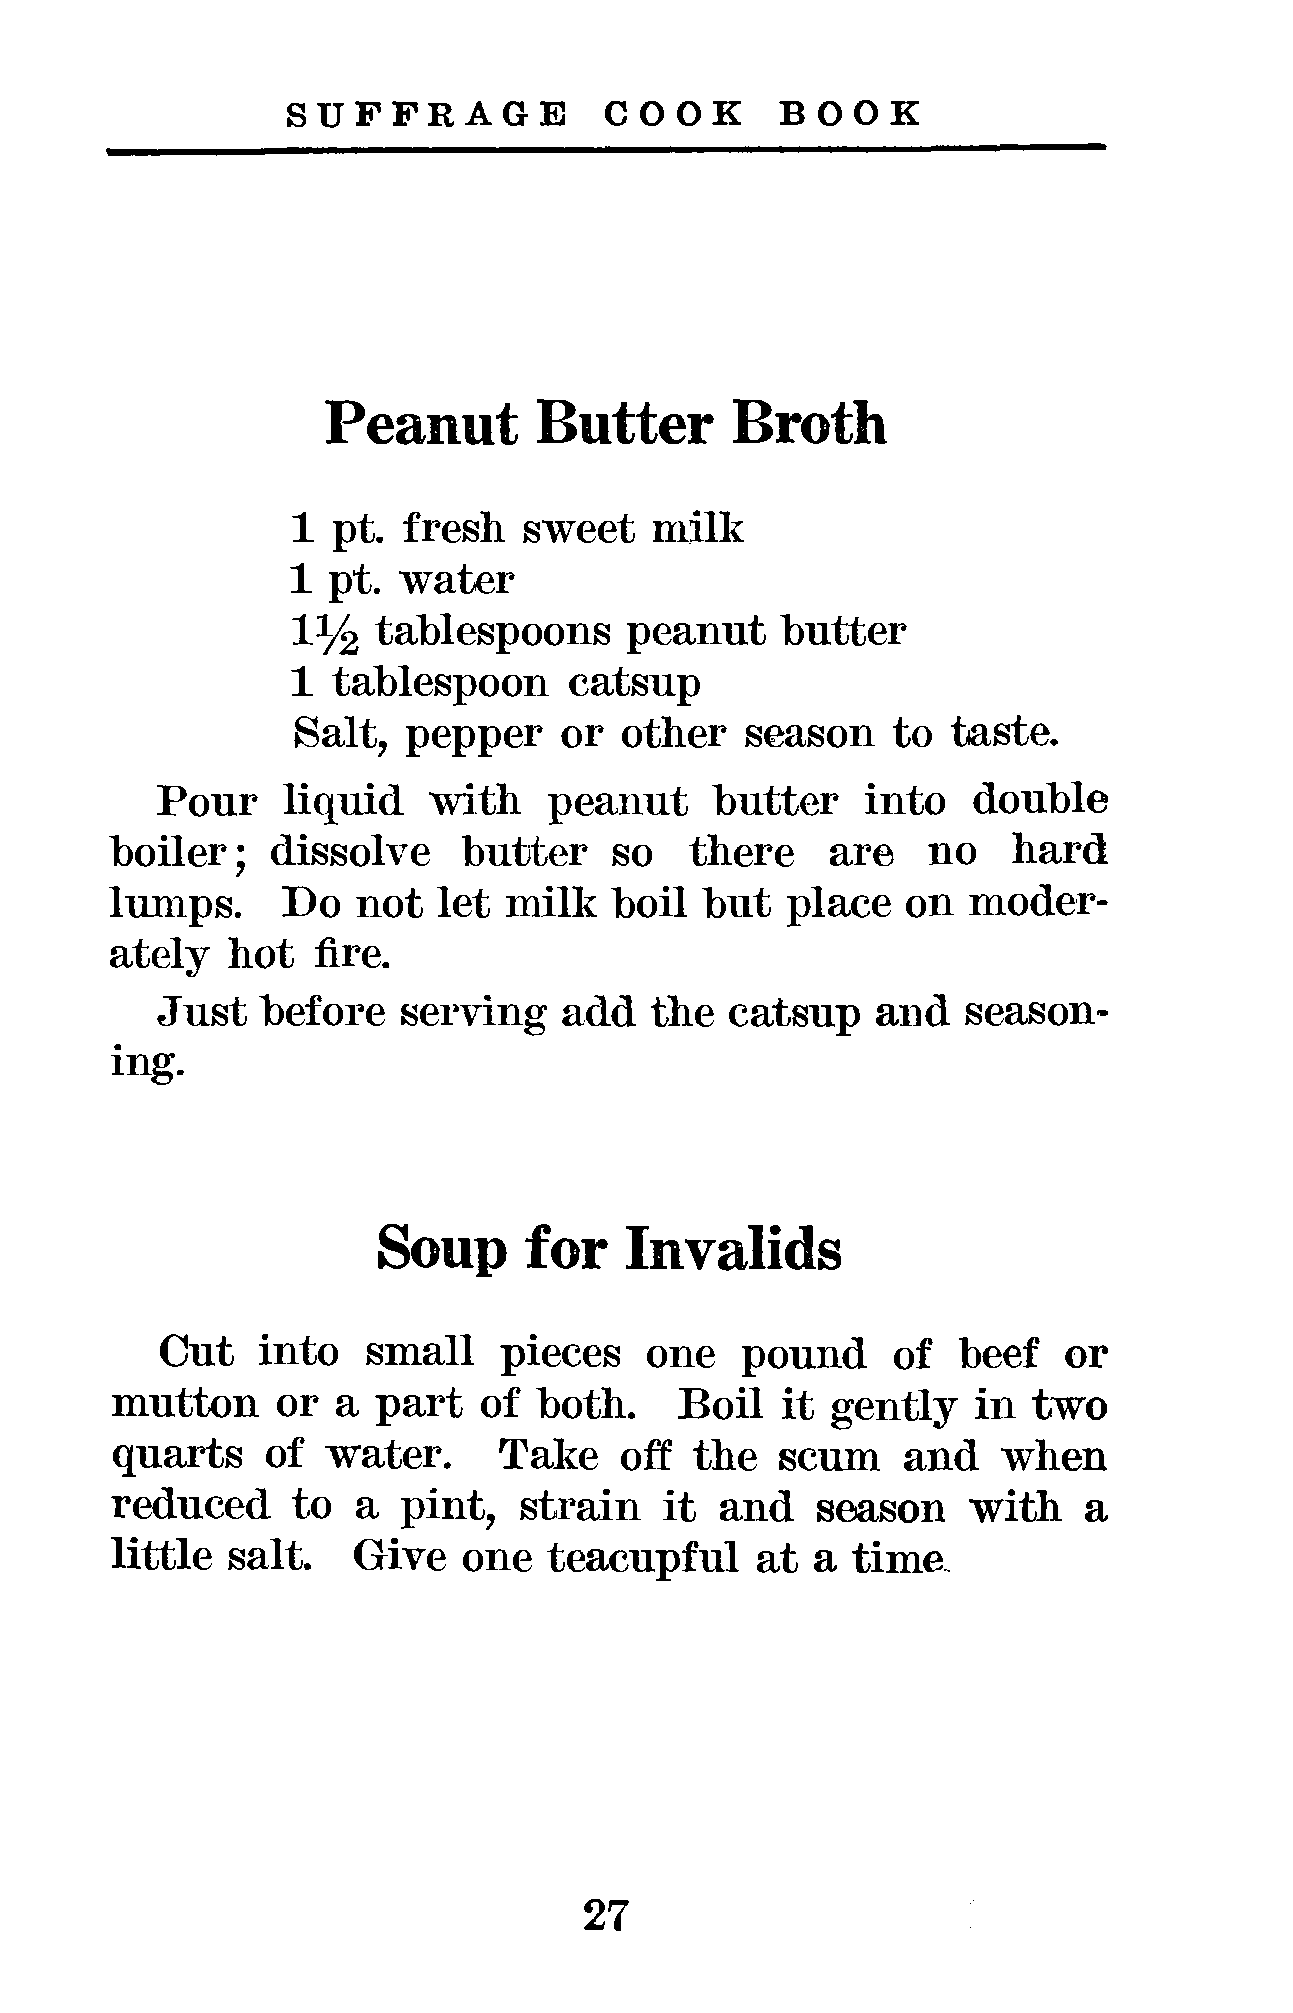 SUFFRAGE COOK BOOK
Peanut Butter Broth
1 pt. fresh sweet milk
1 pt. water
1½ tablespoons peanut butter
1 tablespoon catsup
Salt, pepper or other season to taste.
Pour liquid with peanut butter into double
boiler; dissolve butter so there are no hard
lumps. Do not let milk boil but place on moder-
ately hot fire.
Just before serving add the catsup and season-
ing.
Soup for Invalids
Cut into small pieces one pound of beef or
mutton or a part of both. Boil it gently in two
quarts of water. Take off the scum and when
reduced to a pint, strain it and season with a
little salt. Give one teacupful at a time.
27